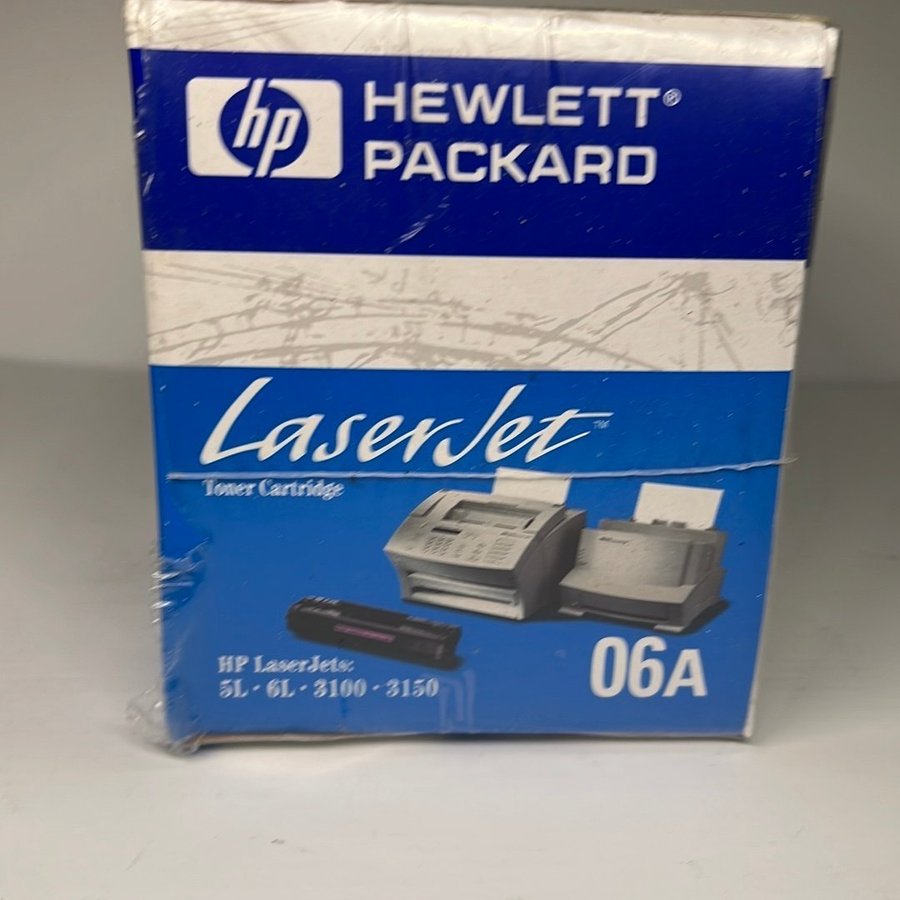 hp
HEWLETT®
PACKARD
LaserJet™
Toner Cartridge
HP LaserJets:
5L · 6L · 3100 · 3150
06A